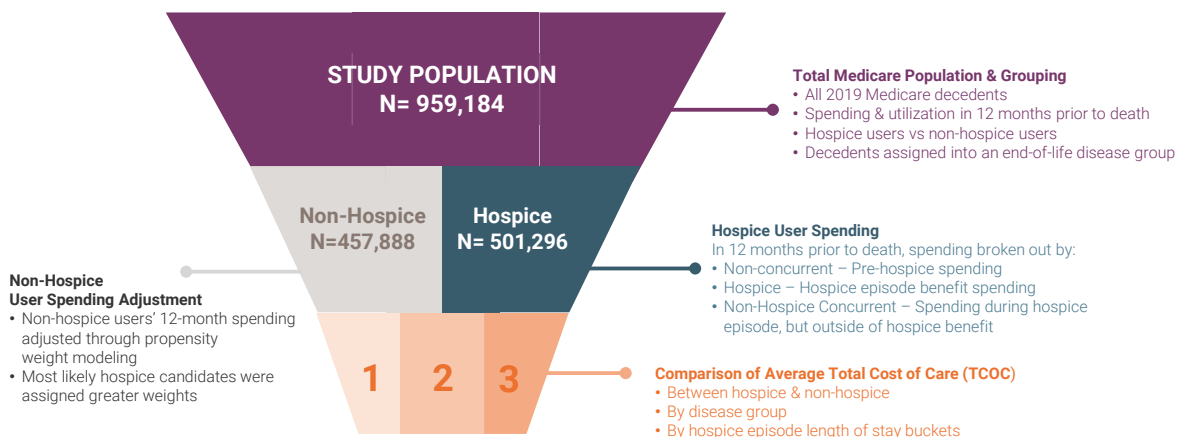 STUDY POPULATION
N= 959,184
Total Medicare Population & Grouping
• All 2019 Medicare decedents
• Spending & utilization in 12 months prior to death
• Hospice users vs non-hospice users
• Decedents assigned into an end-of-life disease group
Non-Hospice
N=457,888
Hospice
N= 501,296
Hospice User Spending
In 12 months prior to death, spending broken out by:
• Non-concurrent – Pre-hospice spending
• Hospice – Hospice episode benefit spending
• Non-Hospice Concurrent – Spending during hospice
episode, but outside of hospice benefit
Non-Hospice
User Spending Adjustment
• Non-hospice users’ 12-month spending
adjusted through propensity
weight modeling
• Most likely hospice candidates were
assigned greater weights
1 2 3
Comparison of Average Total Cost of Care (TCOC)
• Between hospice & non-hospice
• By disease group
• By hospice episode length of stay buckets